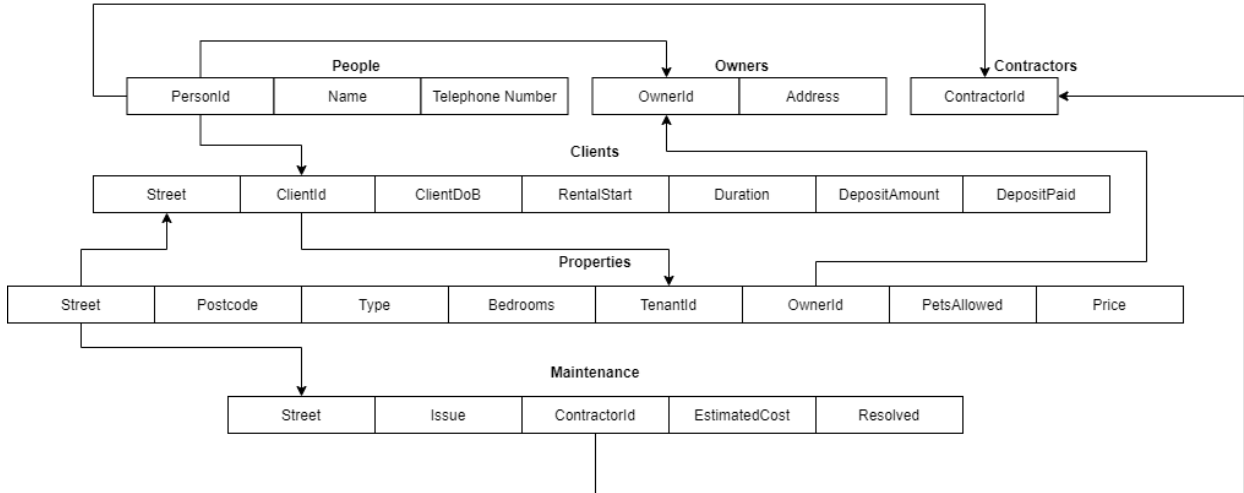 People Owners Contractors
PersonId Name Telephone Number OwnerId Address ContractorId
Clients
Street ClientId ClientDoB RentalStart Duration DepositAmount DepositPaid
Properties
Street Postcode Type Bedrooms TenantId OwnerId PetsAllowed Price
Maintenance
Street Issue ContractorId EstimatedCost Resolved